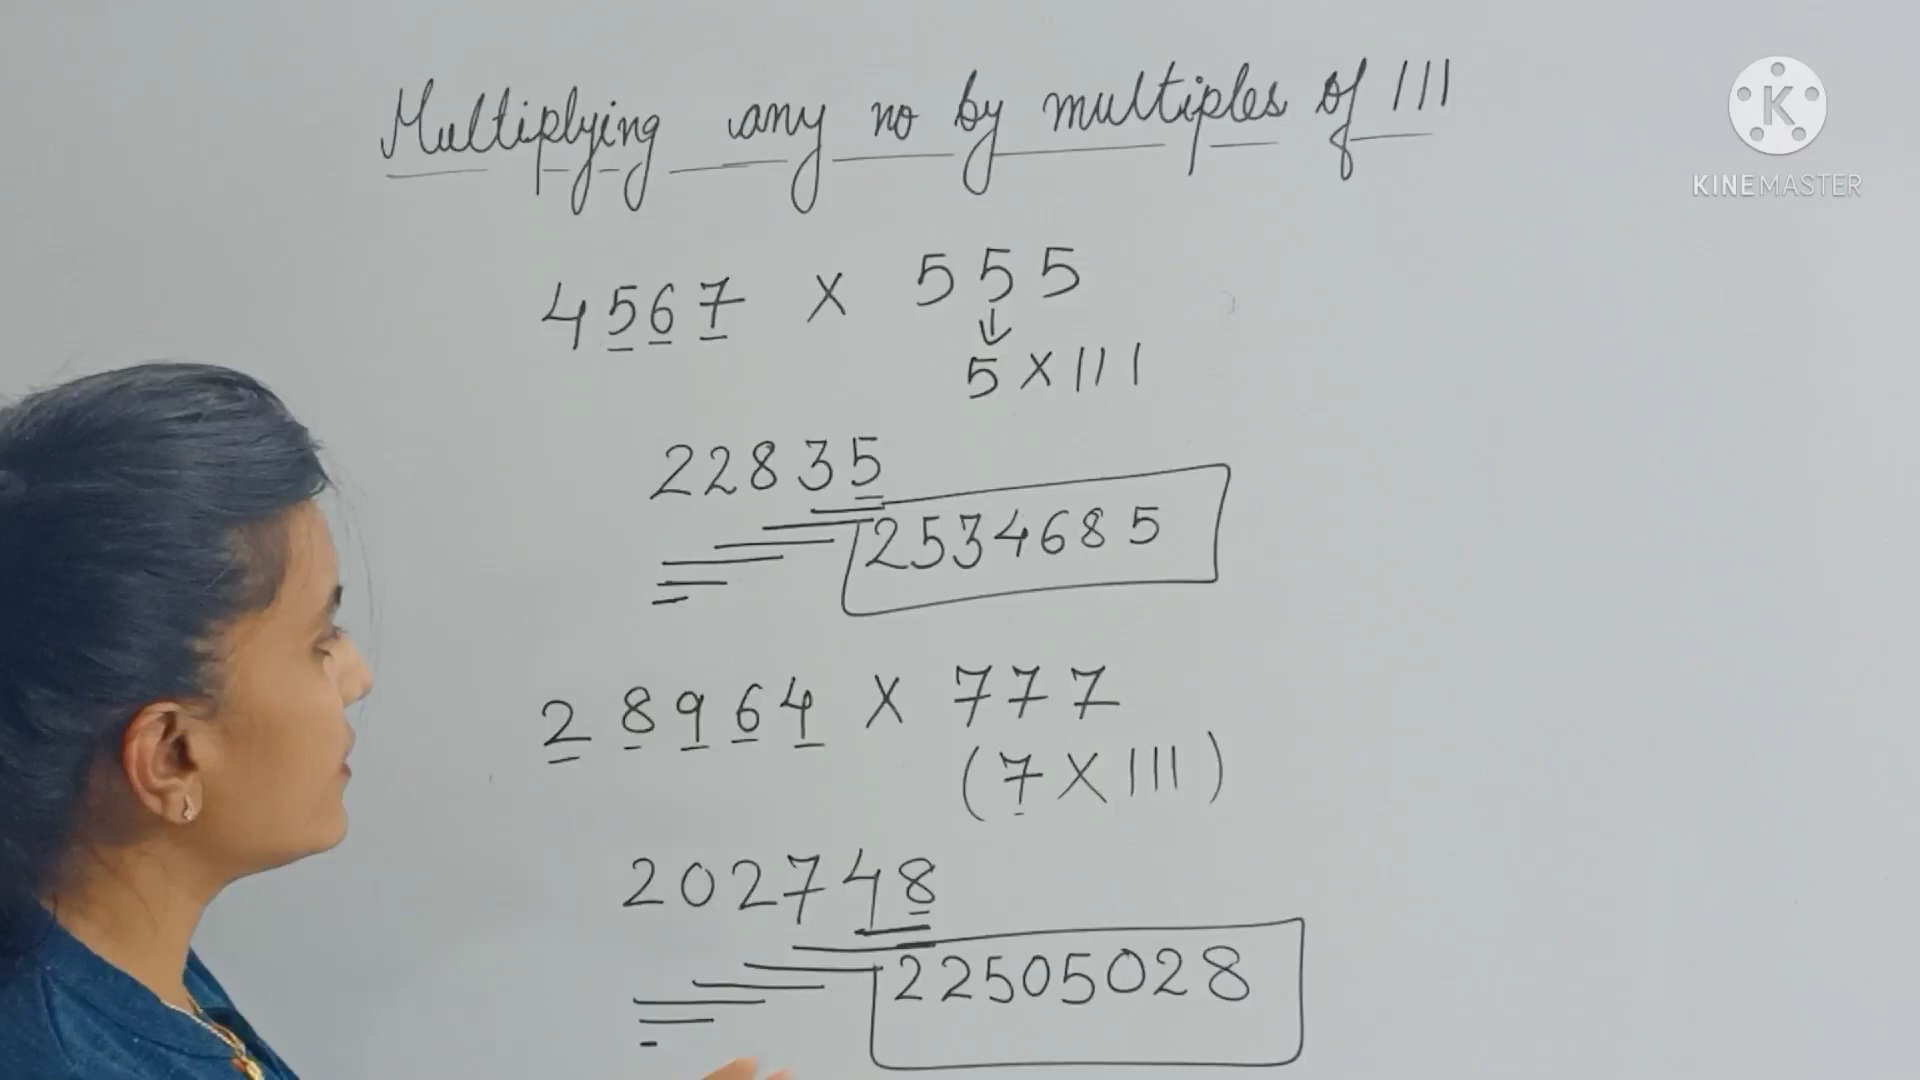 Multiplying any no by multiples of 111
K
KINEMASTER
4567 X 555
↓
5 X 111
22835
2534685
28964 X 777
(7 X 111)
202748
22505028